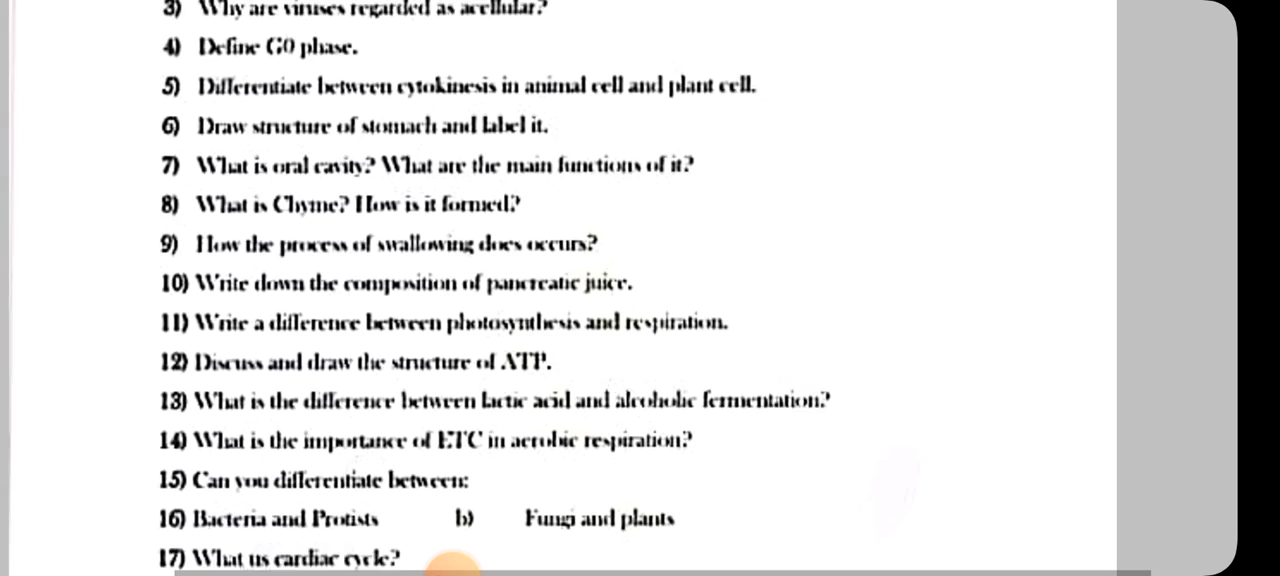 3) Why are viruses regarded as acellular?
4) Define G0 phase.
5) Differentiate between cytokinesis in animal cell and plant cell.
6) Draw structure of stomach and label it.
7) What is oral cavity? What are the main functions of it?
8) What is Chyme? How is it formed?
9) How the process of swallowing does occurs?
10) Write down the composition of pancreatic juice.
11) Write a difference between photosynthesis and respiration.
12) Discuss and draw the structure of ATP.
13) What is the difference between lactic acid and alcoholic fermentation?
14) What is the importance of ETC in aerobic respiration?
15) Can you differentiate between:
16) Bacteria and Protists b) Fungi and plants
17) What us cardiac cycle?